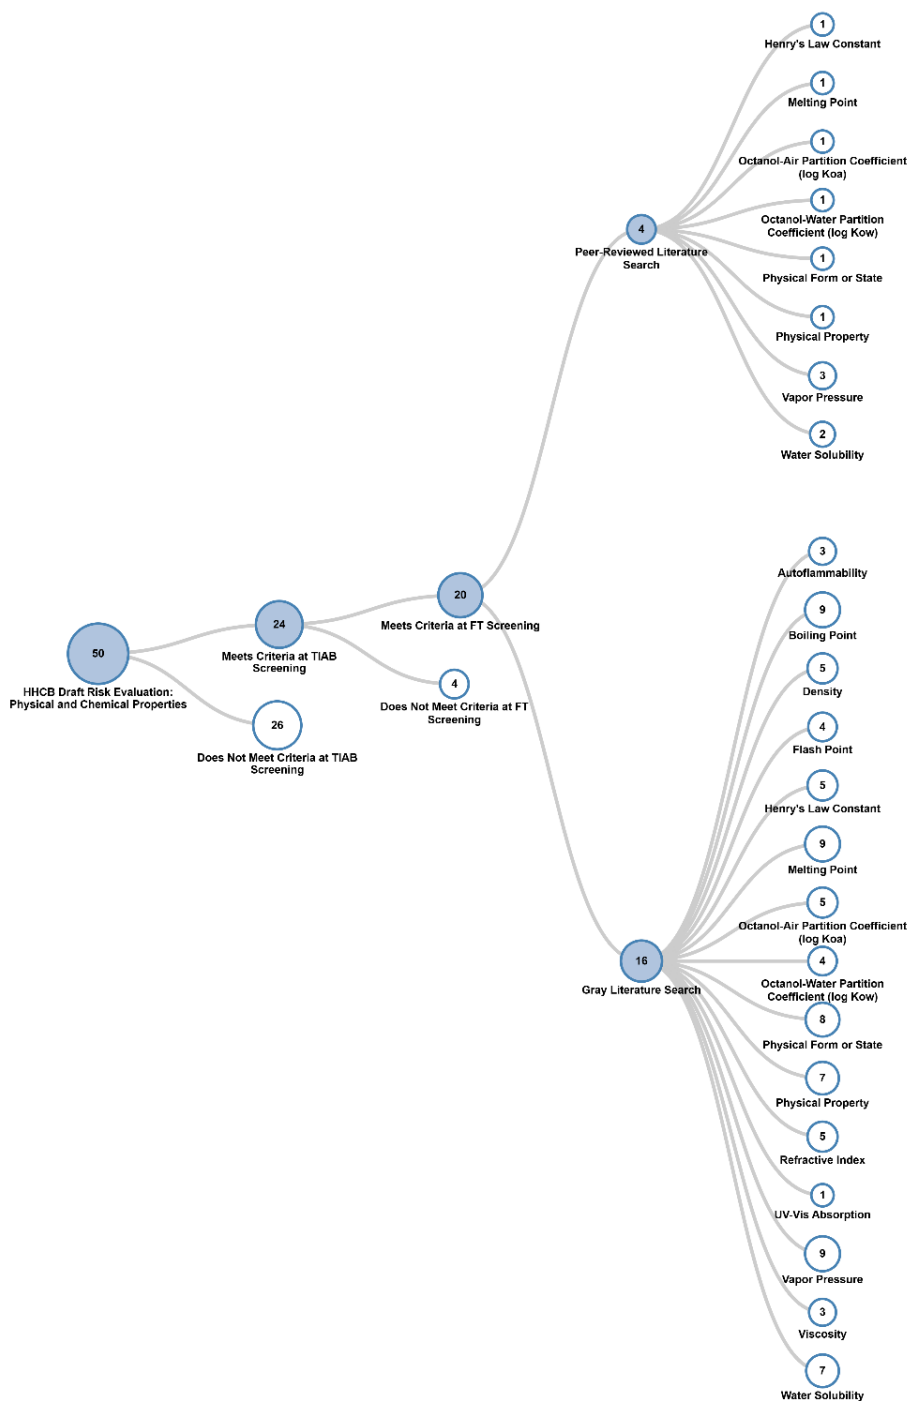 1
Henry's Law Constant
1
Melting Point
1
Octanol-Air Partition Coefficient
(log Koa)
1
Octanol-Water Partition
Coefficient (log Kow)
1
Physical Form or State
1
Physical Property
3
Vapor Pressure
2
Water Solubility
4
Peer-Reviewed Literature
Search
50
HHCB Draft Risk Evaluation:
Physical and Chemical Properties
24
Meets Criteria at TIAB
Screening
26
Does Not Meet Criteria at TIAB
Screening
20
Meets Criteria at FT Screening
4
Does Not Meet Criteria at FT
Screening
16
Gray Literature Search
3
Autoflammability
9
Boiling Point
5
Density
4
Flash Point
5
Henry's Law Constant
9
Melting Point
5
Octanol-Air Partition Coefficient
(log Koa)
4
Octanol-Water Partition
Coefficient (log Kow)
8
Physical Form or State
7
Physical Property
5
Refractive Index
1
UV-Vis Absorption
9
Vapor Pressure
3
Viscosity
7
Water Solubility